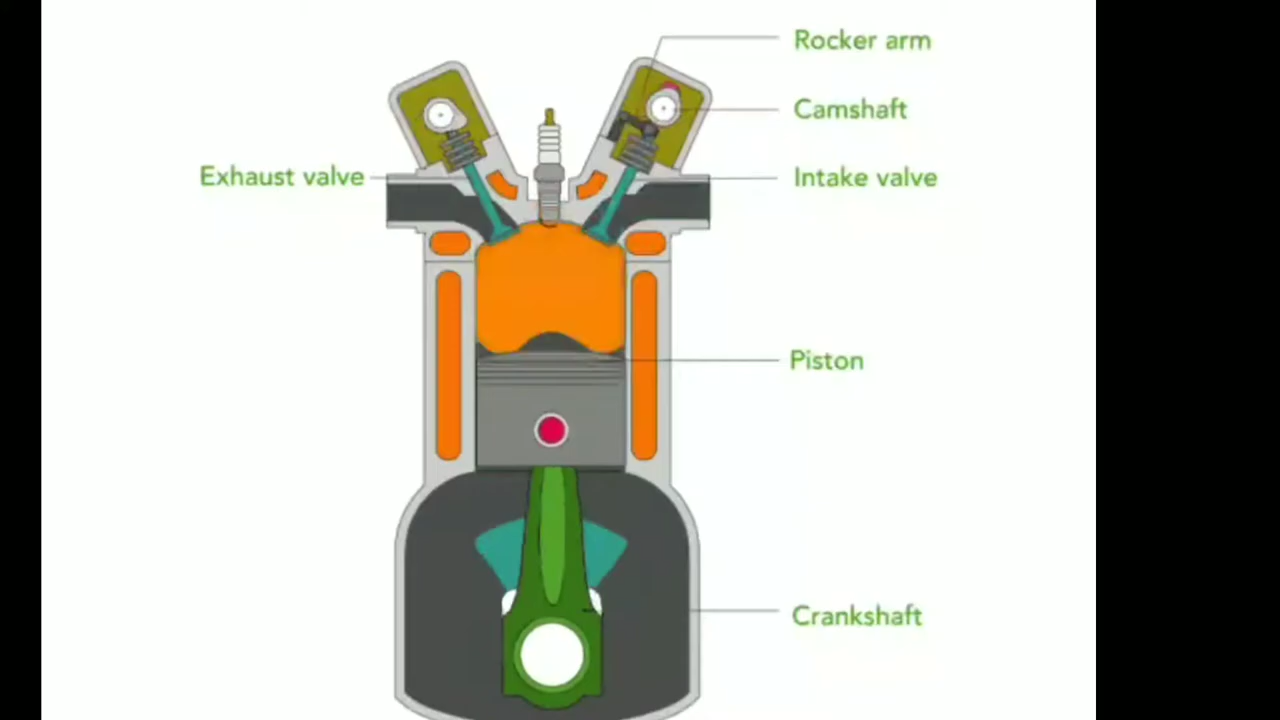 Rocker arm
Camshaft
Exhaust valve
Intake valve
Piston
Crankshaft